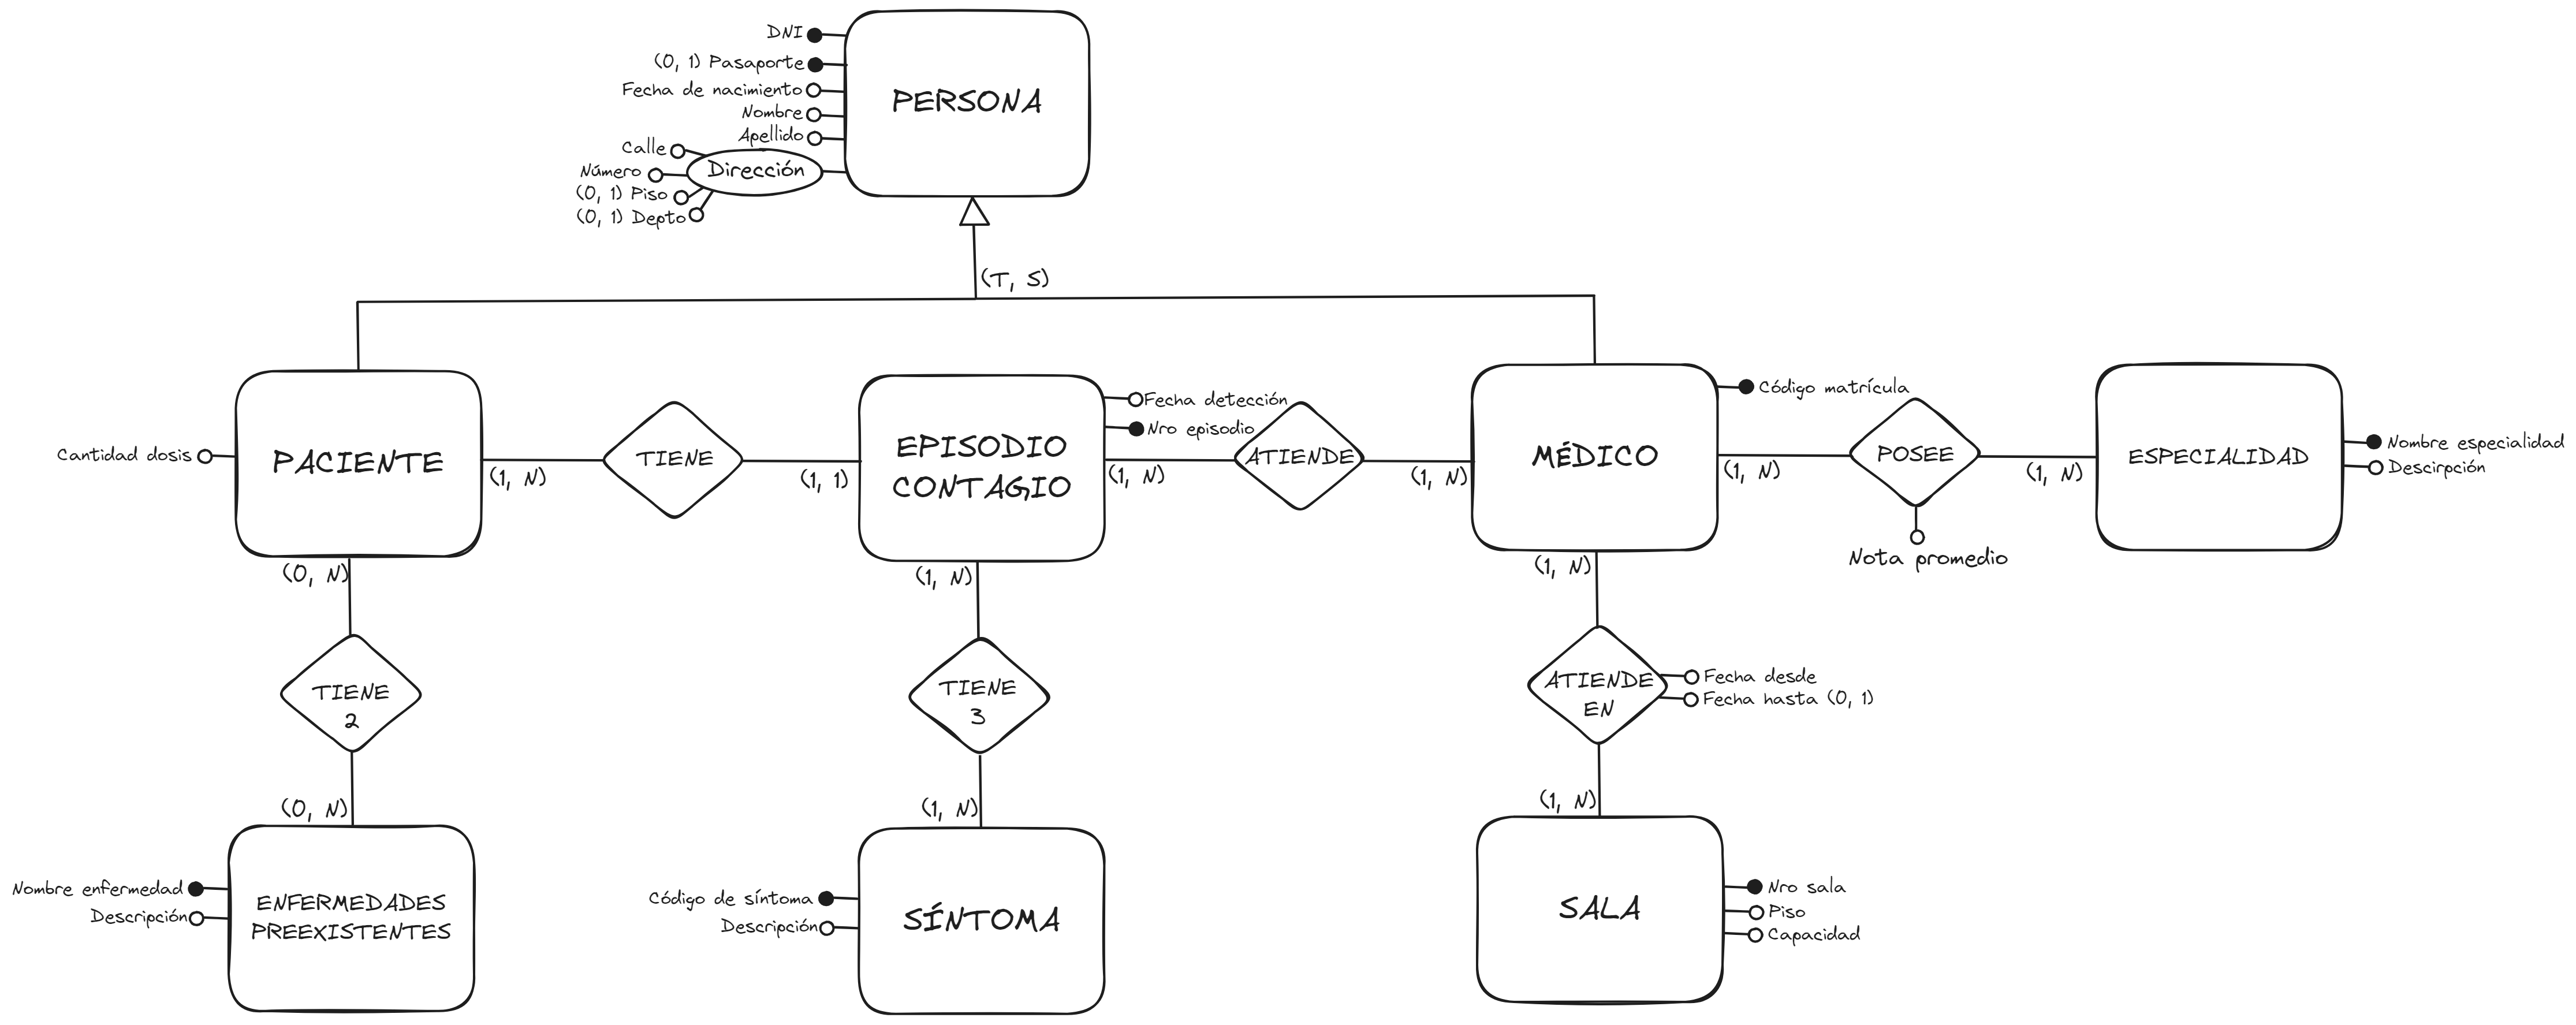 DNI
(0, 1) Pasaporte
Fecha de nacimiento
Nombre
Apellido
Dirección
Calle
Número
(0, 1) Piso
(0, 1) Depto
PERSONA
(T, S)
Cantidad dosis
PACIENTE
(1, N)
TIENE
(1, 1)
EPISODIO
CONTAGIO
Fecha detección
Nro episodio
(1, N)
ATIENDE
(1, N)
MÉDICO
Código matrícula
(1, N)
POSEE
Nota promedio
(1, N)
ESPECIALIDAD
Nombre especialidad
Descirpción
(0, N)
TIENE
2
(0, N)
Nombre enfermedad
Descripción
ENFERMEDADES
PREEXISTENTES
(1, N)
TIENE
3
(1, N)
Código de síntoma
Descripción
SÍNTOMA
(1, N)
ATIENDE
EN
Fecha desde
Fecha hasta (0, 1)
(1, N)
SALA
Nro sala
Piso
Capacidad